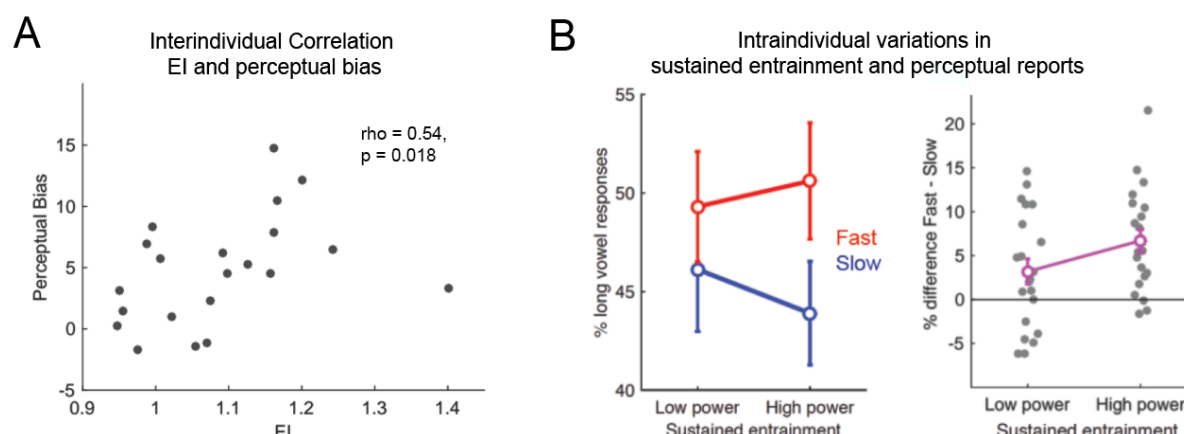 A
Interindividual Correlation
EI and perceptual bias
rho = 0.54,
p = 0.018
Perceptual Bias
15
10
5
0
-5
0.9
1
1.1
1.2
1.3
1.4
EI
B
Intraindividual variations in
sustained entrainment and perceptual reports
% long vowel responses
55
50
45
40
Fast
Slow
Low power
High power
Sustained entrainment
% difference Fast - Slow
20
15
10
5
0
-5
Low power
High power
Sustained entrainment